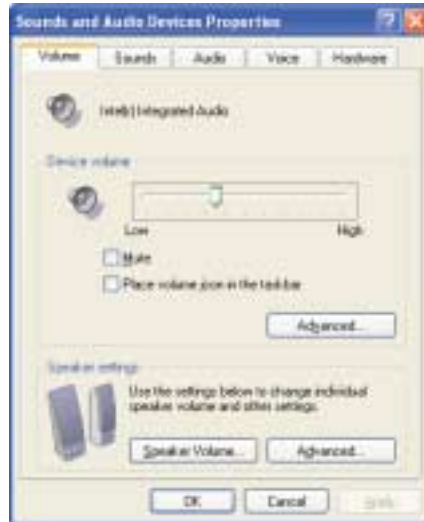 Sounds and Audio Devices Properties
Volume Sounds Audio Voice Hardware
Intel(r) Integrated Audio
Device volume
Low High
Mute
Place volume icon in the taskbar
Advanced...
Speaker settings
Use the settings below to change individual
speaker volume and other settings.
Speaker Volume... Advanced...
OK Cancel Apply